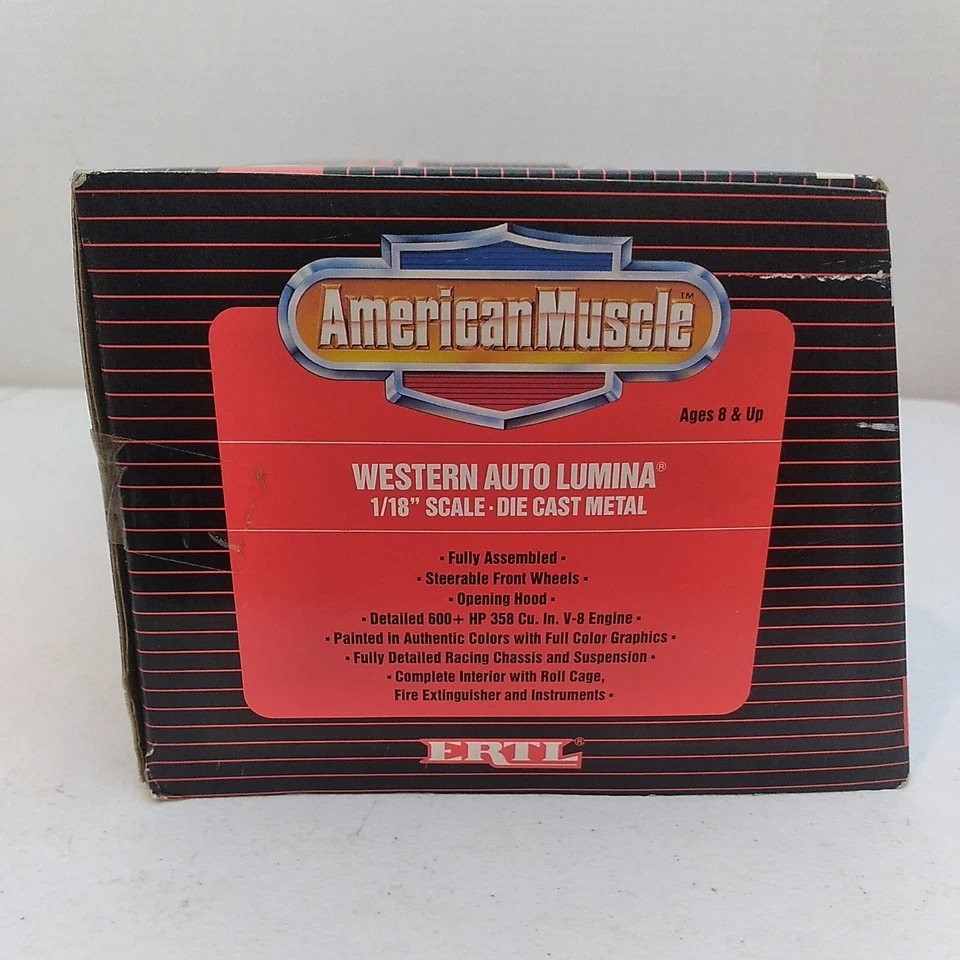 AmericanMuscle™
Ages 8 & Up
WESTERN AUTO LUMINA®
1/18" SCALE · DIE CAST METAL
• Fully Assembled •
• Steerable Front Wheels •
• Opening Hood •
• Detailed 600+ HP 358 Cu. In. V-8 Engine •
• Painted in Authentic Colors with Full Color Graphics •
• Fully Detailed Racing Chassis and Suspension •
• Complete Interior with Roll Cage,
Fire Extinguisher and Instruments •
ERTL®